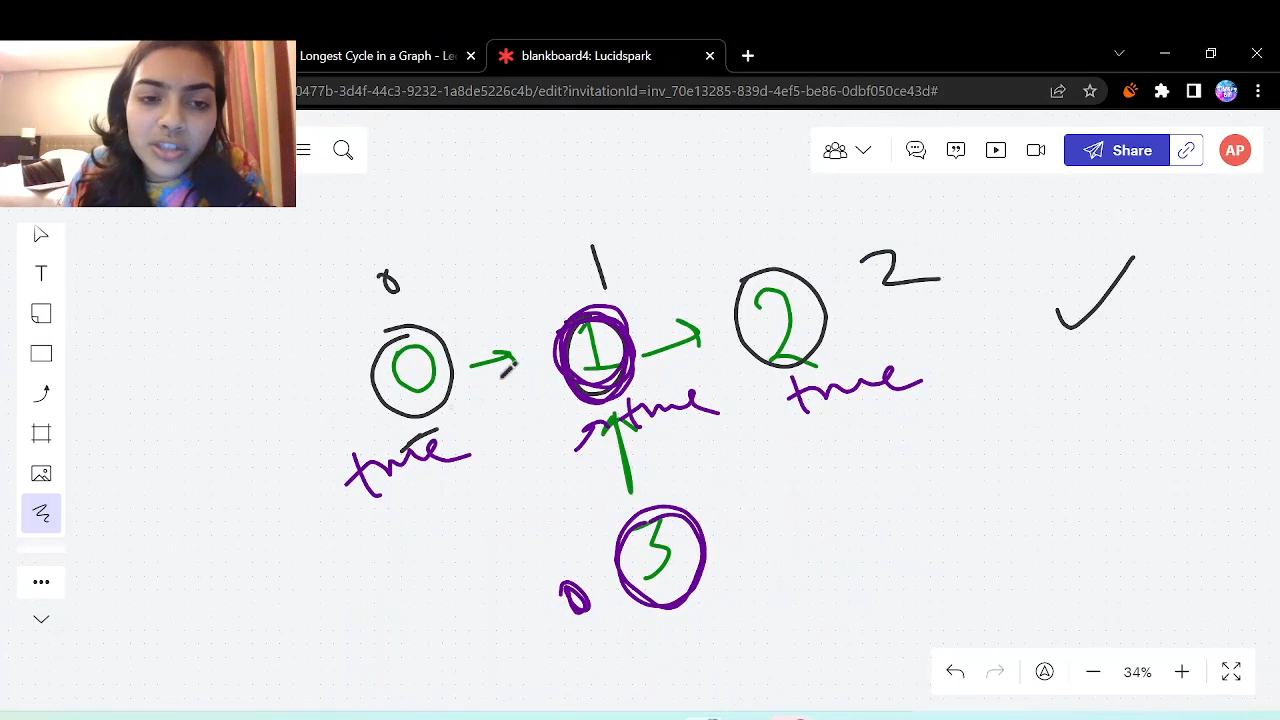 Longest Cycle in a Graph - Lee
blankboard4: Lucidspark
0477b-3d4f-44c3-9232-1a8de5226c4b/edit?invitationId=inv_70e13285-839d-4ef5-be86-0dbf050ce43d#
Share
AP
T
0 1 2
0 1 2
true true true
3
0
34%